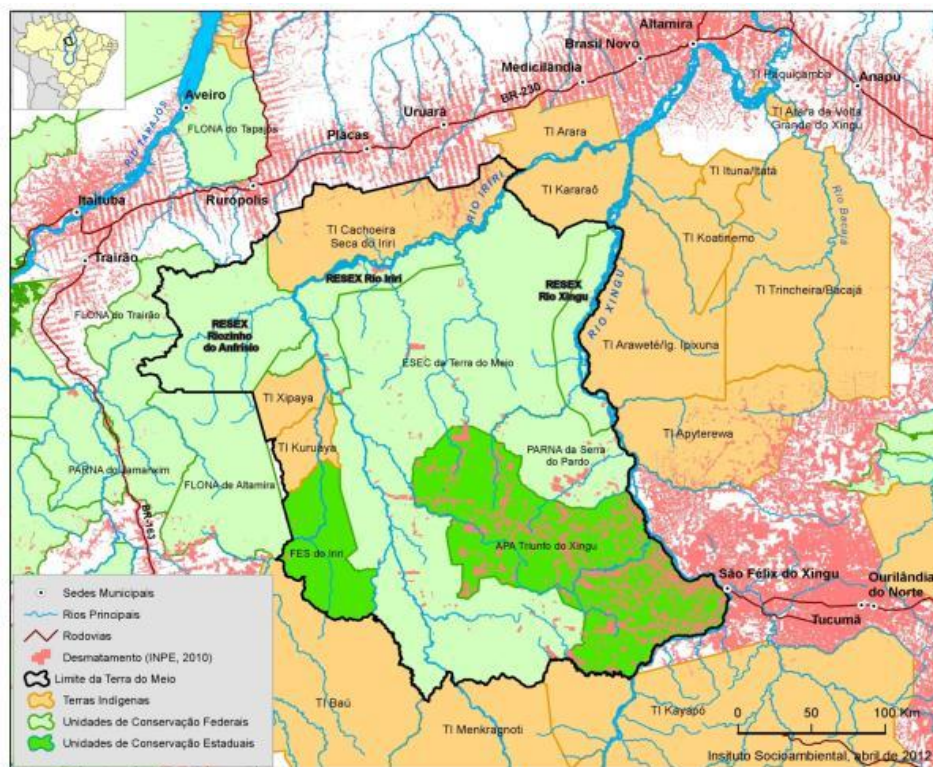 Altamira
Brasil Novo
Medicilândia
TI Paquiçamba
Anapu
BR-230
Aveiro
Uruará
TI Arara da Volta
Grande do Xingu
RIO TAPAJÓS
FLONA do Tapajós
Placas
TI Arara
TI Ituna/Itatá
Itaituba
Rurópolis
RIO IRIRI
TI Kararaô
Rio Bacajá
TI Cachoeira
Seca do Iriri
TI Koatinemo
Trairão
RESEX Rio Iriri
RESEX
Rio Xingu
RIO XINGU
TI Trincheira/Bacajá
FLONA do Trairão
RESEX
Riozinho
do Anfrísio
TI Araweté/Ig. Ipixuna
ESEC da Terra do Meio
TI Xipaya
TI Kuruaya
TI Apyterewa
PARNA da Serra
do Pardo
PARNA do Jamanxim
FLONA de Altamira
BR-163
FES do Iriri
APA Triunfo do Xingu
São Félix do Xingu
Ourilândia
do Norte
Tucumã
Sedes Municipais
Rios Principais
Rodovias
Desmatamento (INPE, 2010)
Limite da Terra do Meio
Terras Indígenas
Unidades de Conservação Federais
Unidades de Conservação Estaduais
TI Baú
TI Menkragnoti
TI Kayapó
0 50 100 Km
Insituto Socioambiental, abril de 2012